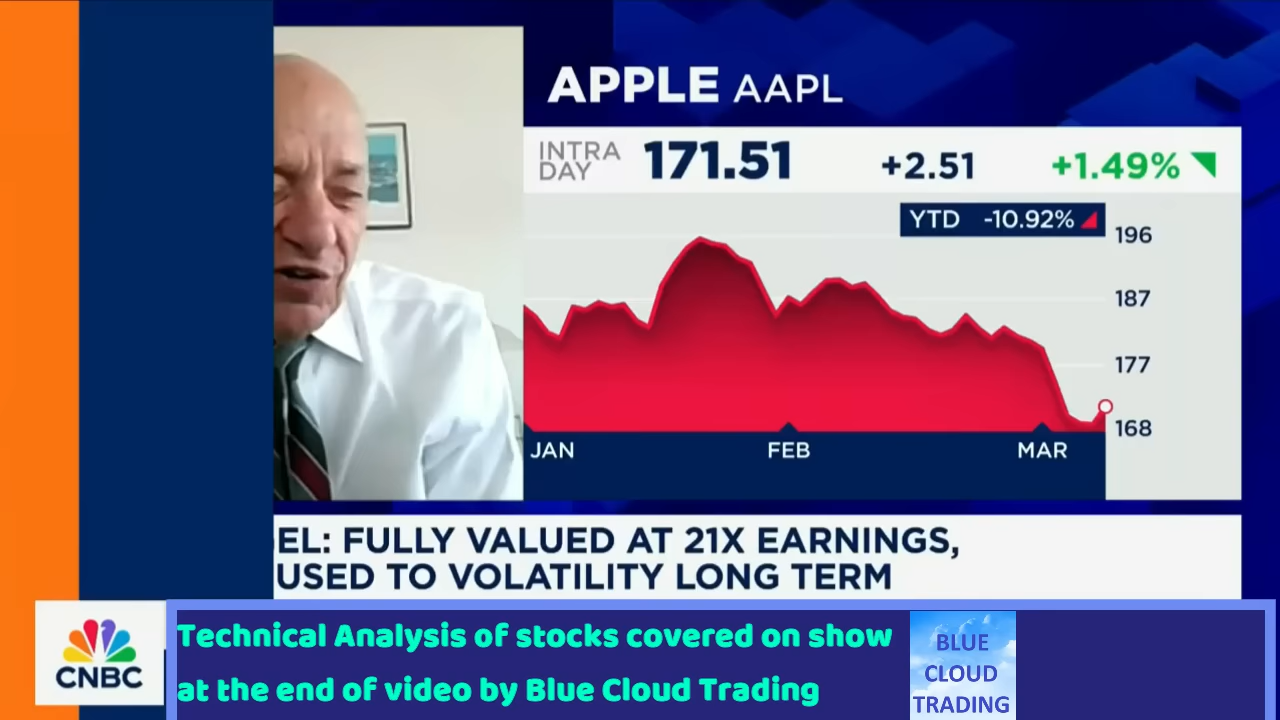 APPLE AAPL
INTRA
DAY
171.51 +2.51 +1.49%
YTD -10.92%
196
187
177
168
JAN FEB MAR
EL: FULLY VALUED AT 21X EARNINGS,
USED TO VOLATILITY LONG TERM
CNBC
Technical Analysis of stocks covered on show
at the end of video by Blue Cloud Trading
BLUE
CLOUD
TRADING